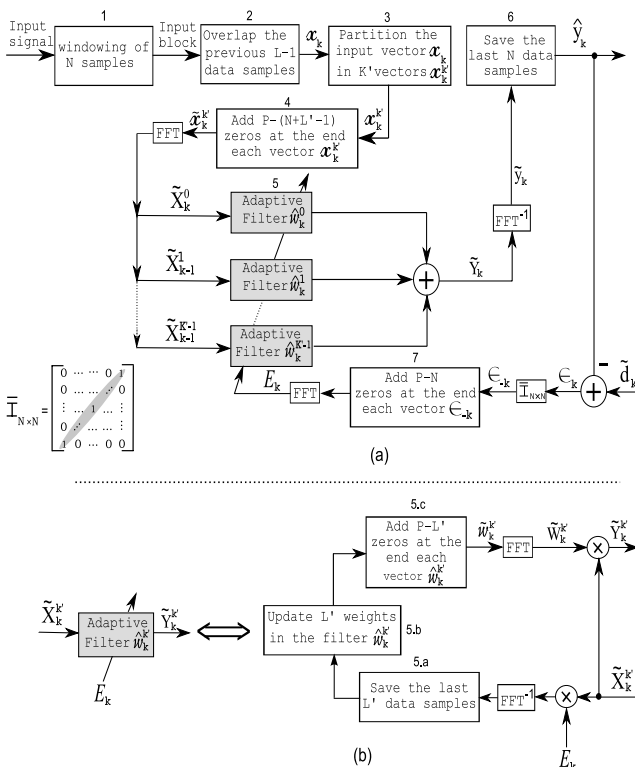 Input
signal
1
windowing of
N samples
Input
block
2
Overlap the
previous L-1
data samples
x_k
3
Partition the
input vector x_k
in K'vectors x_k^{k'}
6
Save the
last N data
samples
ŷ_k
x̃_k^{k'}
FFT
4
Add P-(N+L'-1)
zeros at the end
each vector x_k^{k'}
x_k^{k'}
5
X̃_k^0
Adaptive
Filter ŵ_k^0
X̃_{k-1}^1
Adaptive
Filter ŵ_k^1
X̃_{k-1}^{K'-1}
Adaptive
Filter ŵ_k^{K'-1}
+
Ỹ_k
FFT^{-1}
ỹ_k
E_k
FFT
7
Add P-N
zeros at the end
each vector ∈_{-k}
∈_{-k}
Ī_{N×N}
∈_k
+
-
d̃_k
Ī_{N×N} =
0 ... ... 0 1
0 ... ... ... 0
⋮ ... 1 ... ⋮
0 ... ... ... 0
1 0 ... 0 0
(a)
5.c
Add P-L'
zeros at the
end each
vector ŵ_k^{k'}
w̃_k^{k'}
FFT
W̃_k^{k'}
×
Ỹ_k^{k'}
X̃_k^{k'}
Adaptive
Filter ŵ_k^{k'}
Ỹ_k^{k'}
E_k
Update L' weights
in the filter ŵ_k^{k'}
5.b
5.a
Save the last
L' data samples
FFT^{-1}
×
X̃_k^{k'}
E_k
(b)